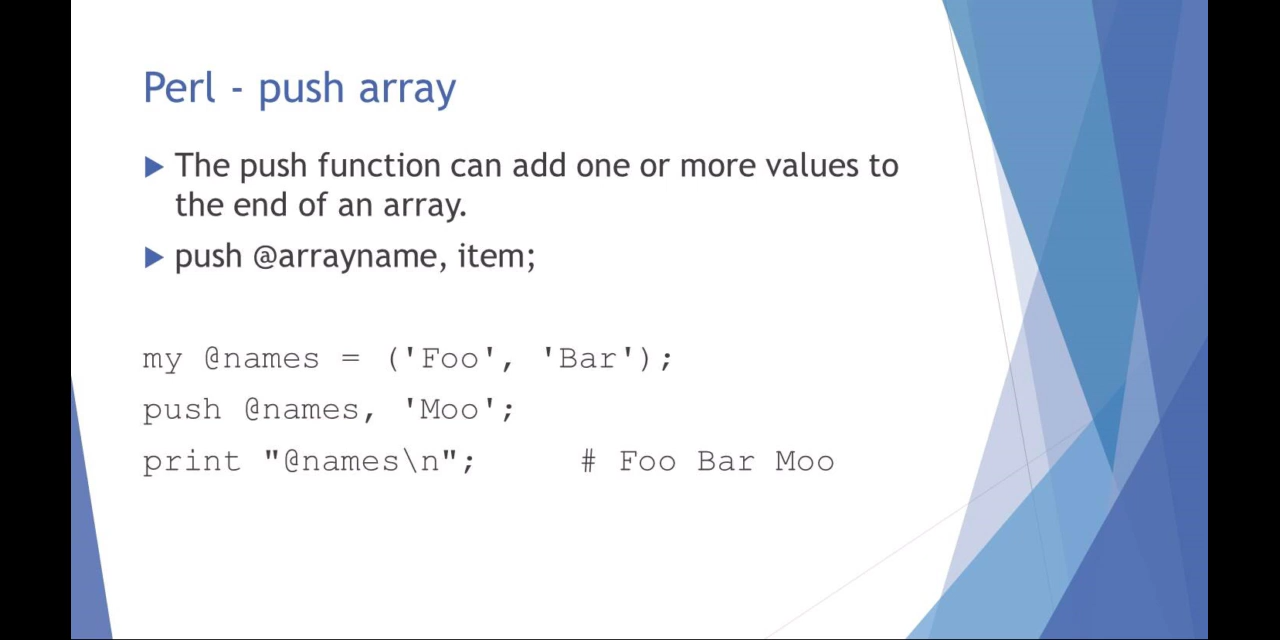 Perl - push array
The push function can add one or more values to
the end of an array.
push @arrayname, item;
my @names = ('Foo', 'Bar');
push @names, 'Moo';
print "@names\n";     # Foo Bar Moo